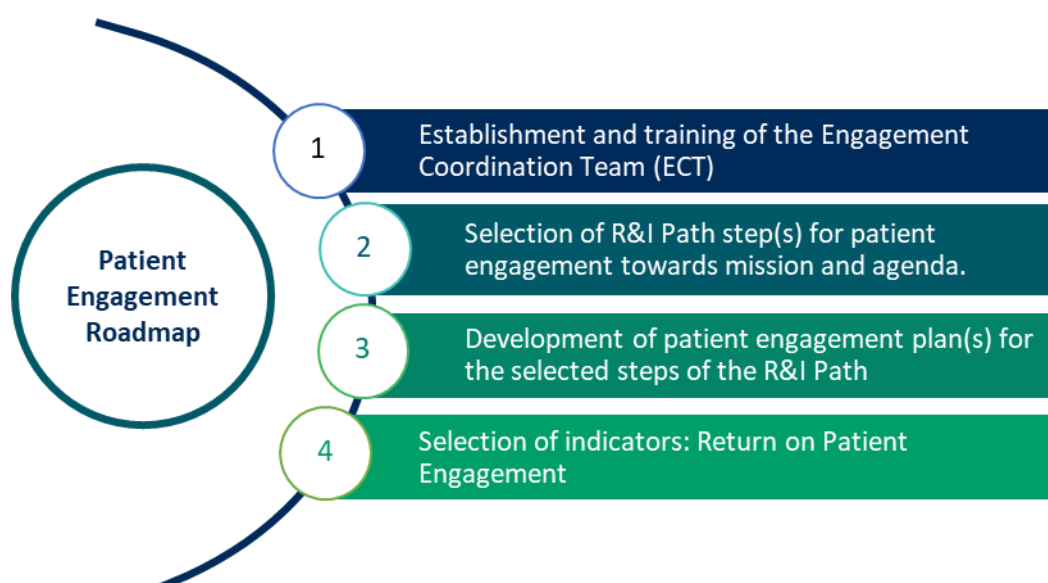 Patient
Engagement
Roadmap
1
Establishment and training of the Engagement
Coordination Team (ECT)
2
Selection of R&I Path step(s) for patient
engagement towards mission and agenda.
3
Development of patient engagement plan(s) for
the selected steps of the R&I Path
4
Selection of indicators: Return on Patient
Engagement